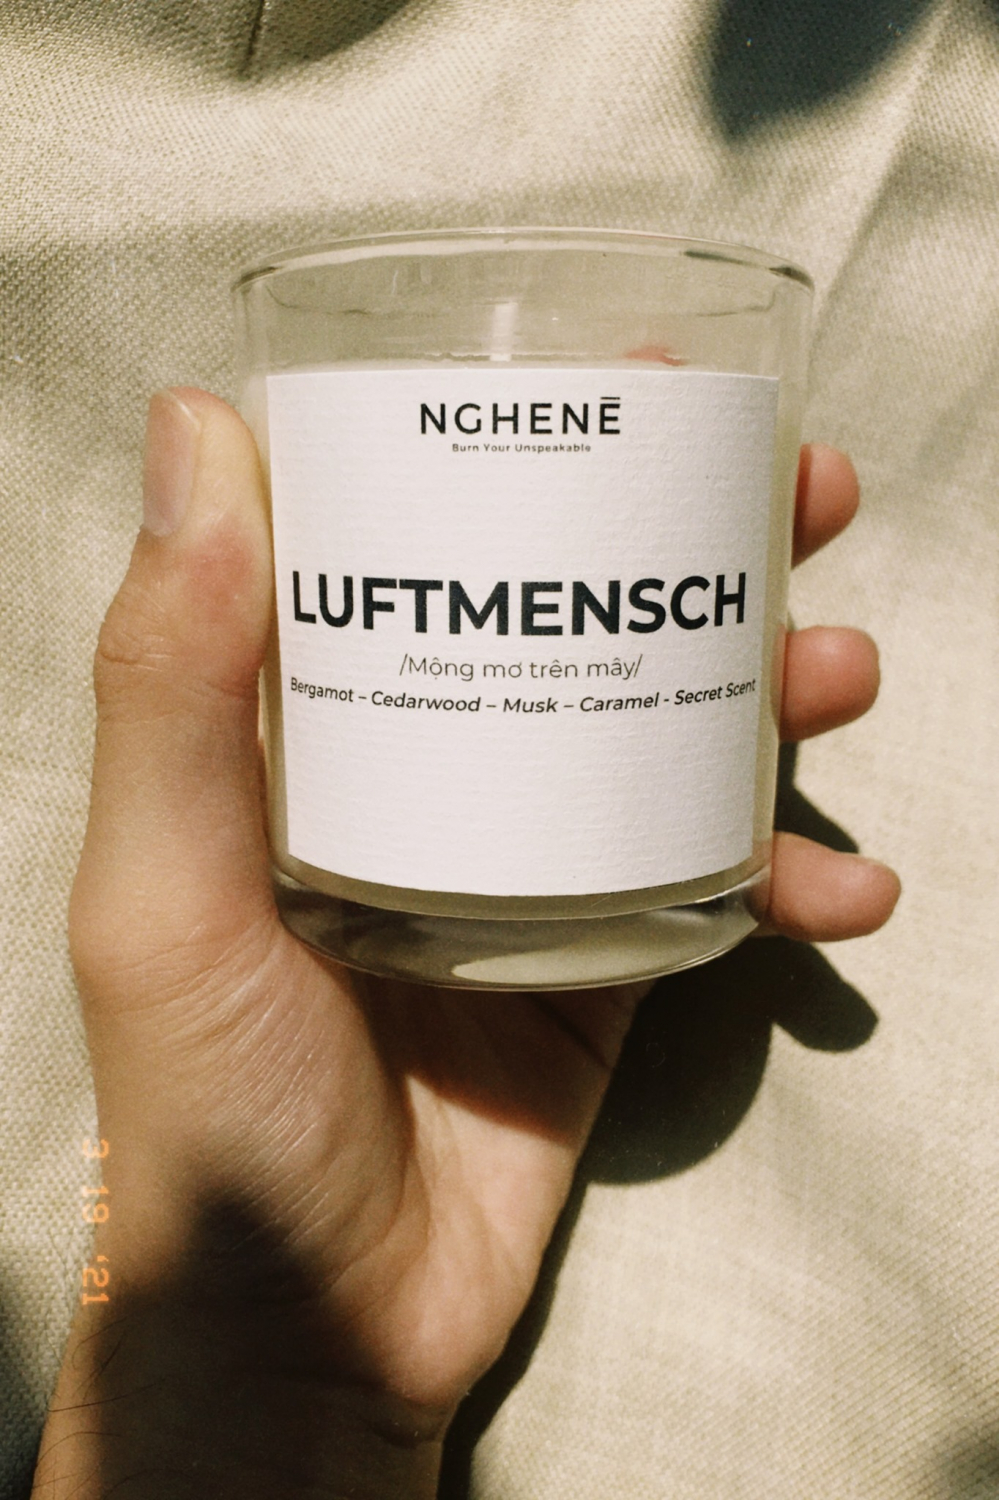 NGHENĒ
Burn Your Unspeakable
LUFTMENSCH
/Mộng mơ trên mây/
Bergamot – Cedarwood – Musk – Caramel - Secret Scent
3 19 '21